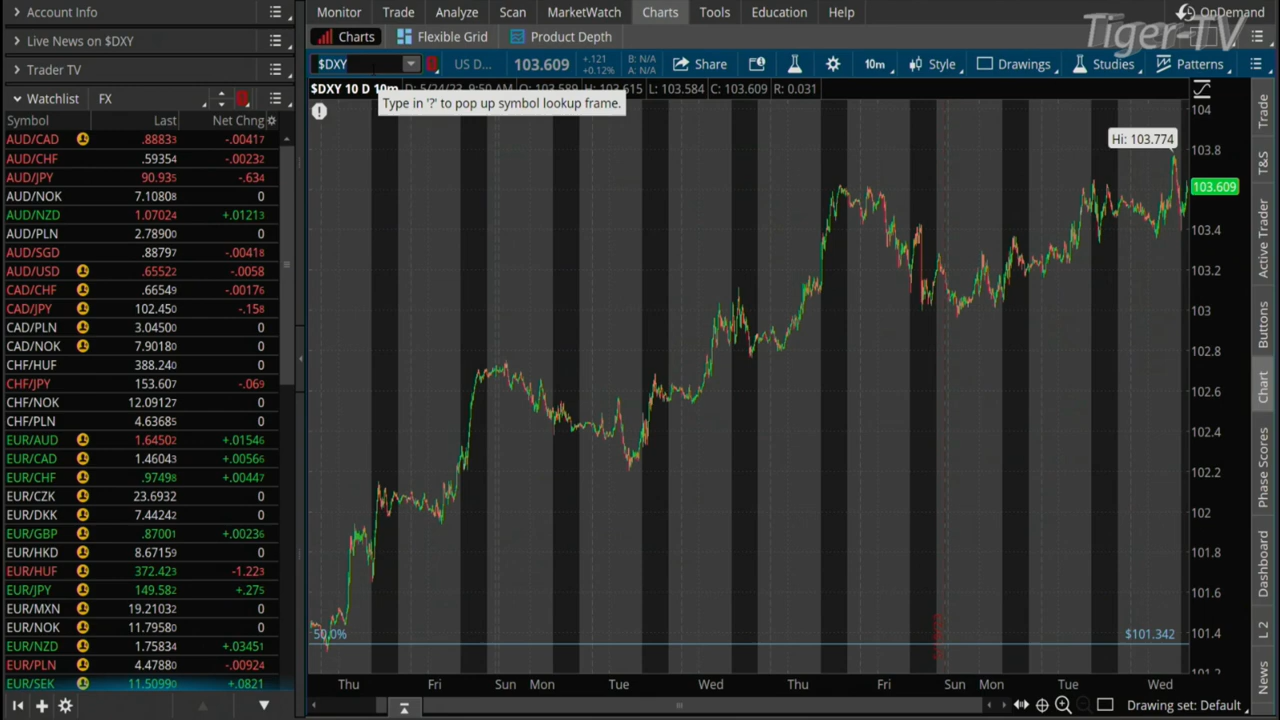 Account Info
Live News on $DXY
Trader TV
Watchlist FX
Symbol Last Net Chng
AUD/CAD .88833 -.00417
AUD/CHF .59354 -.00232
AUD/JPY 90.935 -.634
AUD/NOK 7.10808 0
AUD/NZD 1.07024 +.01213
AUD/PLN 2.78900 0
AUD/SGD .88797 -.00418
AUD/USD .65522 -.0058
CAD/CHF .66549 -.00176
CAD/JPY 102.450 -.158
CAD/PLN 3.04500 0
CAD/NOK 7.90180 0
CHF/HUF 388.240 0
CHF/JPY 153.607 -.069
CHF/NOK 12.09127 0
CHF/PLN 4.63685 0
EUR/AUD 1.64502 +.01546
EUR/CAD 1.46043 +.00566
EUR/CHF .97498 +.00447
EUR/CZK 23.6932 0
EUR/DKK 7.44242 0
EUR/GBP .87001 +.00236
EUR/HKD 8.67159 0
EUR/HUF 372.423 -1.223
EUR/JPY 149.582 +.275
EUR/MXN 19.21032 0
EUR/NOK 11.79580 0
EUR/NZD 1.75834 +.03451
EUR/PLN 4.47880 -.00924
EUR/SEK 11.50990 +.0821
Monitor Trade Analyze Scan MarketWatch Charts Tools Education Help OnDemand
Tiger-TV
Charts Flexible Grid Product Depth
$DXY US D... 103.609 +.121 B: N/A Share 10m Style Drawings Studies Patterns
+0.12% A: N/A
$DXY 10 D 10m D: 5/24/23, 9:50 AM O: 103.589 H: 103.615 L: 103.584 C: 103.609 R: 0.031
Type in '?' to pop up symbol lookup frame.
Hi: 103.774
104
103.8
103.609
103.4
103.2
103
102.8
102.6
102.4
102.2
102
101.8
101.6
101.4
101.2
50.0% $101.342
Thu Fri Sun Mon Tue Wed Thu Fri Sun Mon Tue Wed
Drawing set: Default
Trade
T&S
Active Trader
Buttons
Chart
Phase Scores
Dashboard
L 2
News